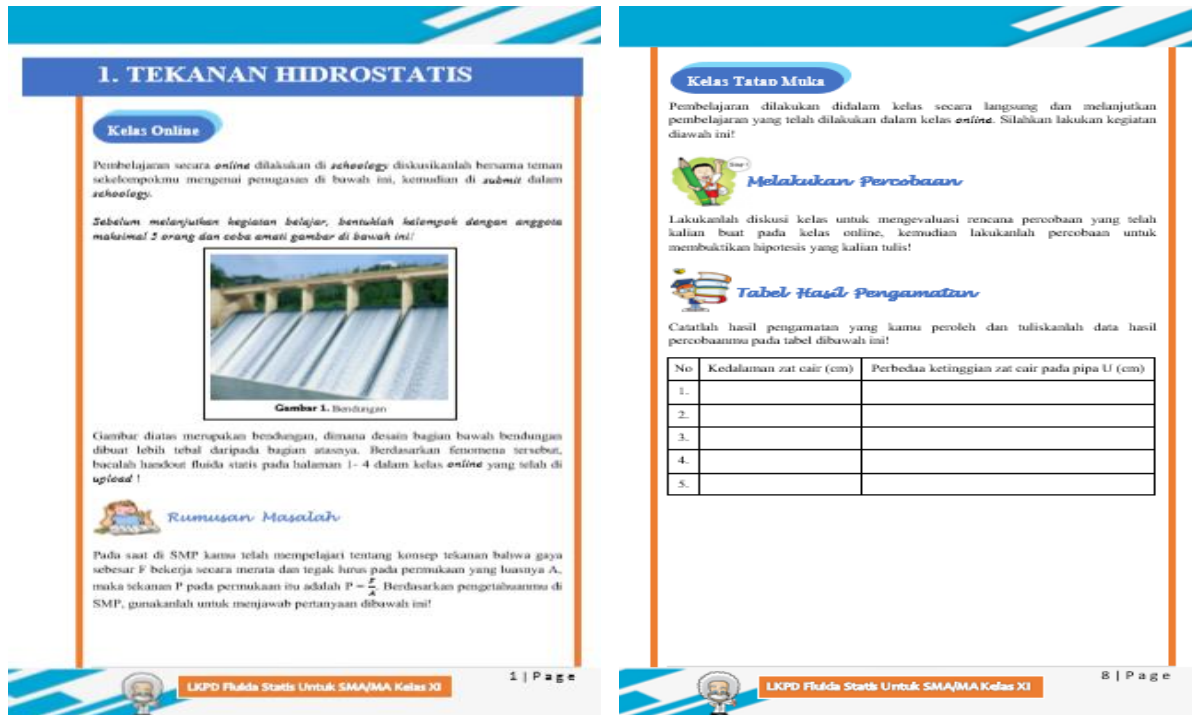 1. TEKANAN HIDROSTATIS
Kelas Online
Pembelajaran secara online dilakukan di schoology diskusikanlah bersama teman
sekelompokmu mengenai penugasan di bawah ini, kemudian di submit dalam
schoology.
Sebelum melanjutkan kegiatan belajar, bentuklah kelompok dengan anggota
maksimal 5 orang dan coba amati gambar di bawah ini!
Gambar 1. Bendungan
Gambar diatas merupakan bendungan, dimana desain bagian bawah bendungan
dibuat lebih tebal daripada bagian atasnya. Berdasarkan fenomena tersebut,
bacalah handout fluida statis pada halaman 1- 4 dalam kelas online yang telah di
upload !
Rumusan Masalah
Pada saat di SMP kamu telah mempelajari tentang konsep tekanan bahwa gaya
sebesar F bekerja secara merata dan tegak lurus pada permukaan yang luasnya A,
maka tekanan P pada permukaan itu adalah P = F/A. Berdasarkan pengetahuanmu di
SMP, gunakanlah untuk menjawab pertanyaan dibawah ini!
LKPD Fluida Statis Untuk SMA/MA Kelas XI
1 | Page
Kelas Tatap Muka
Pembelajaran dilakukan didalam kelas secara langsung dan melanjutkan
pembelajaran yang telah dilakukan dalam kelas online. Silahkan lakukan kegiatan
diawah ini!
Melakukan Percobaan
Lakukanlah diskusi kelas untuk mengevaluasi rencana percobaan yang telah
kalian buat pada kelas online, kemudian lakukanlah percobaan untuk
membuktikan hipotesis yang kalian tulis!
Tabel Hasil Pengamatan
Catatlah hasil pengamatan yang kamu peroleh dan tuliskanlah data hasil
percobaanmu pada tabel dibawah ini!
No Kedalaman zat cair (cm) Perbedaa ketinggian zat cair pada pipa U (cm)
1.
2.
3.
4.
5.
LKPD Fluida Statis Untuk SMA/MA Kelas XI
8 | Page